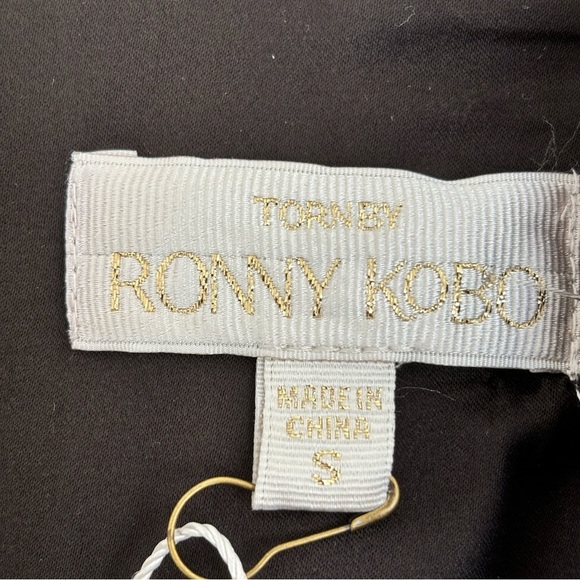 TORN BY
RONNY KOBO
MADE IN
CHINA
S